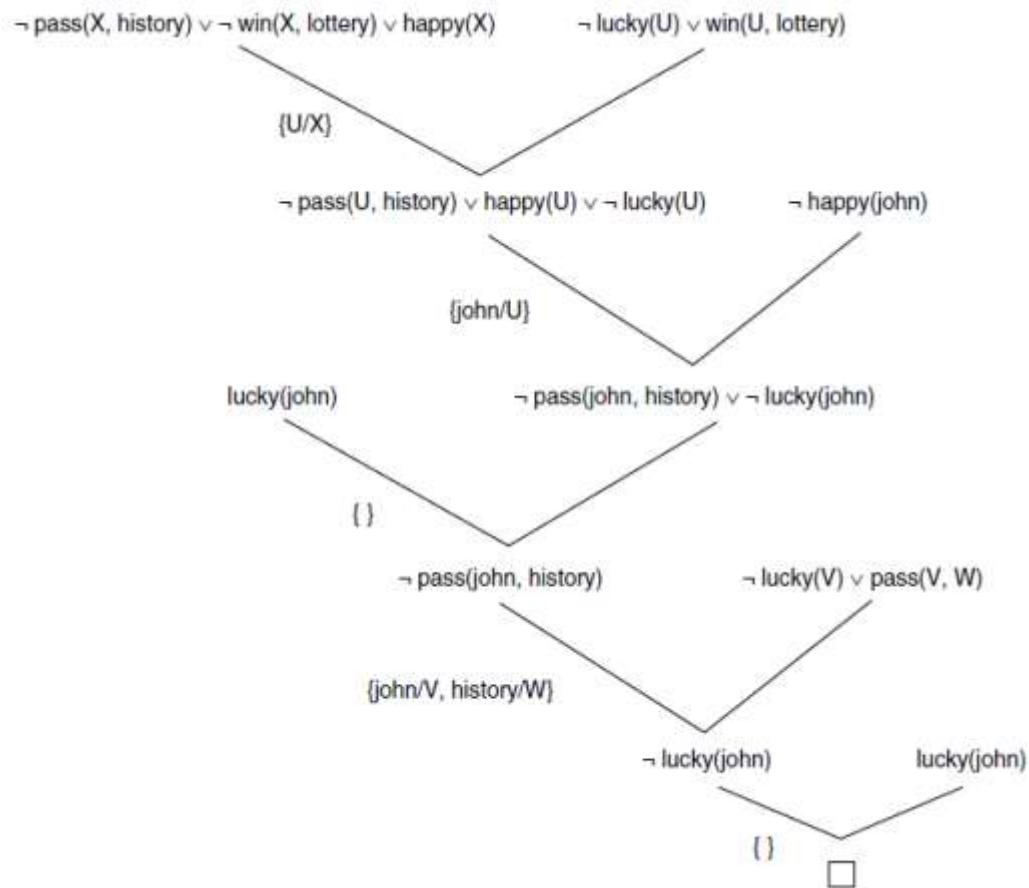 ¬ pass(X, history) ∨ ¬ win(X, lottery) ∨ happy(X) ¬ lucky(U) ∨ win(U, lottery)
{U/X}
¬ pass(U, history) ∨ happy(U) ∨ ¬ lucky(U) ¬ happy(john)
{john/U}
lucky(john) ¬ pass(john, history) ∨ ¬ lucky(john)
{ }
¬ pass(john, history) ¬ lucky(V) ∨ pass(V, W)
{john/V, history/W}
¬ lucky(john) lucky(john)
{ }